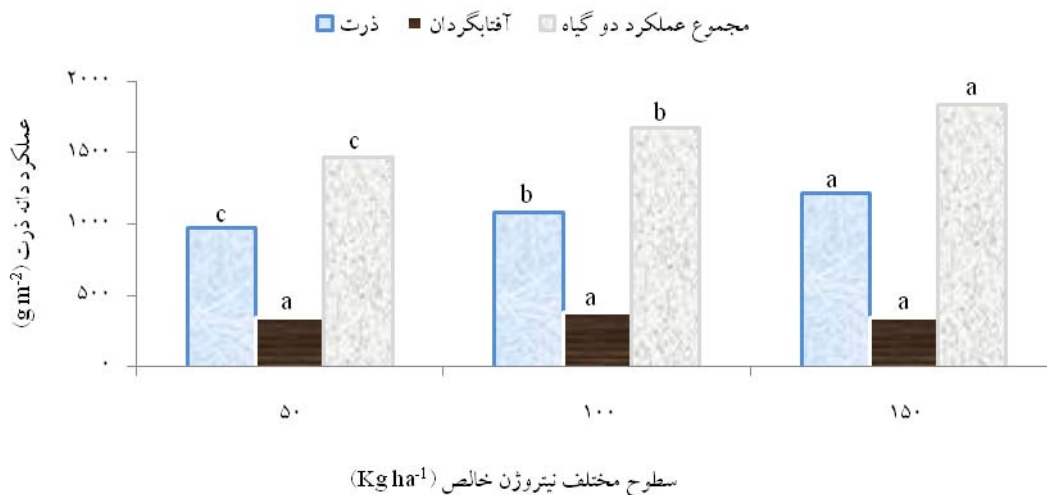 ذرت آفتابگردان مجموع عملکرد دو گیاه
عملکرد دانه ذرت (g m-2)
۲۰۰۰
۱۵۰۰
۱۰۰۰
۵۰۰
۰
c a c
b a b
a a a
۵۰ ۱۰۰ ۱۵۰
سطوح مختلف نیتروژن خالص (Kg ha-1)